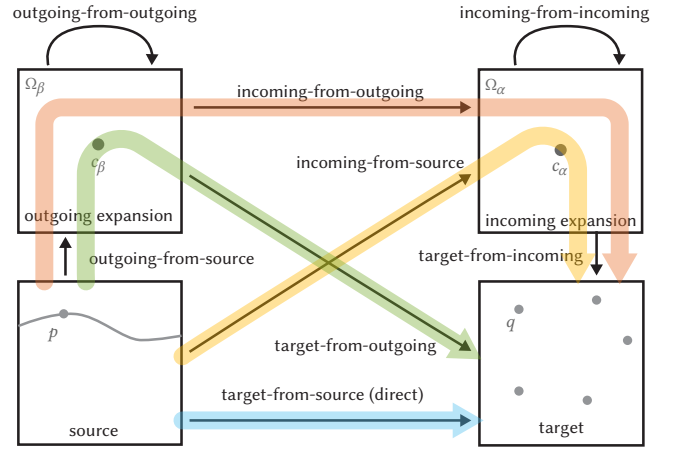 outgoing-from-outgoing
incoming-from-incoming
Ωβ
incoming-from-outgoing
Ωα
cβ
incoming-from-source
cα
outgoing expansion
incoming expansion
outgoing-from-source
target-from-incoming
p
q
target-from-outgoing
target-from-source (direct)
source
target